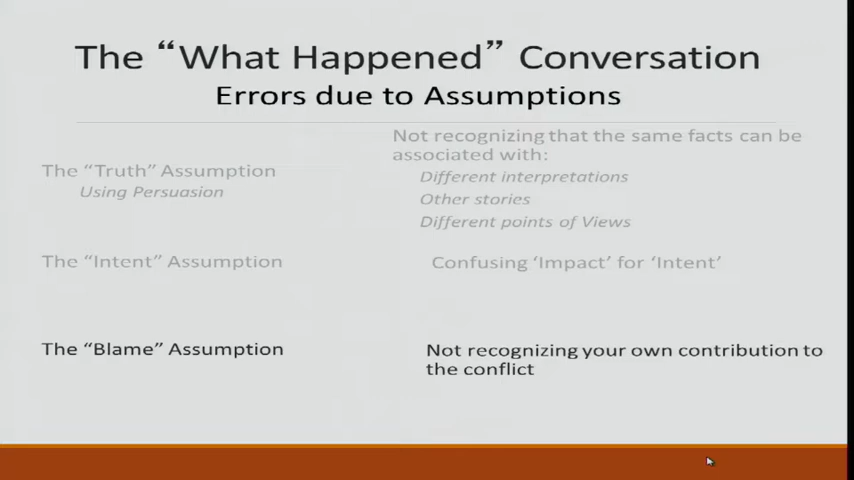 The “What Happened” Conversation
Errors due to Assumptions
The “Truth” Assumption
Using Persuasion
Not recognizing that the same facts can be
associated with:
Different interpretations
Other stories
Different points of Views
The “Intent” Assumption
Confusing ‘Impact’ for ‘Intent’
The “Blame” Assumption
Not recognizing your own contribution to
the conflict